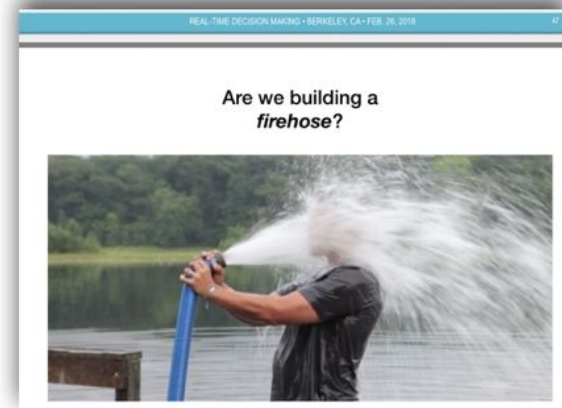 REAL-TIME DECISION MAKING • BERKELEY, CA • FEB. 26, 2018
47
Are we building a
firehose?